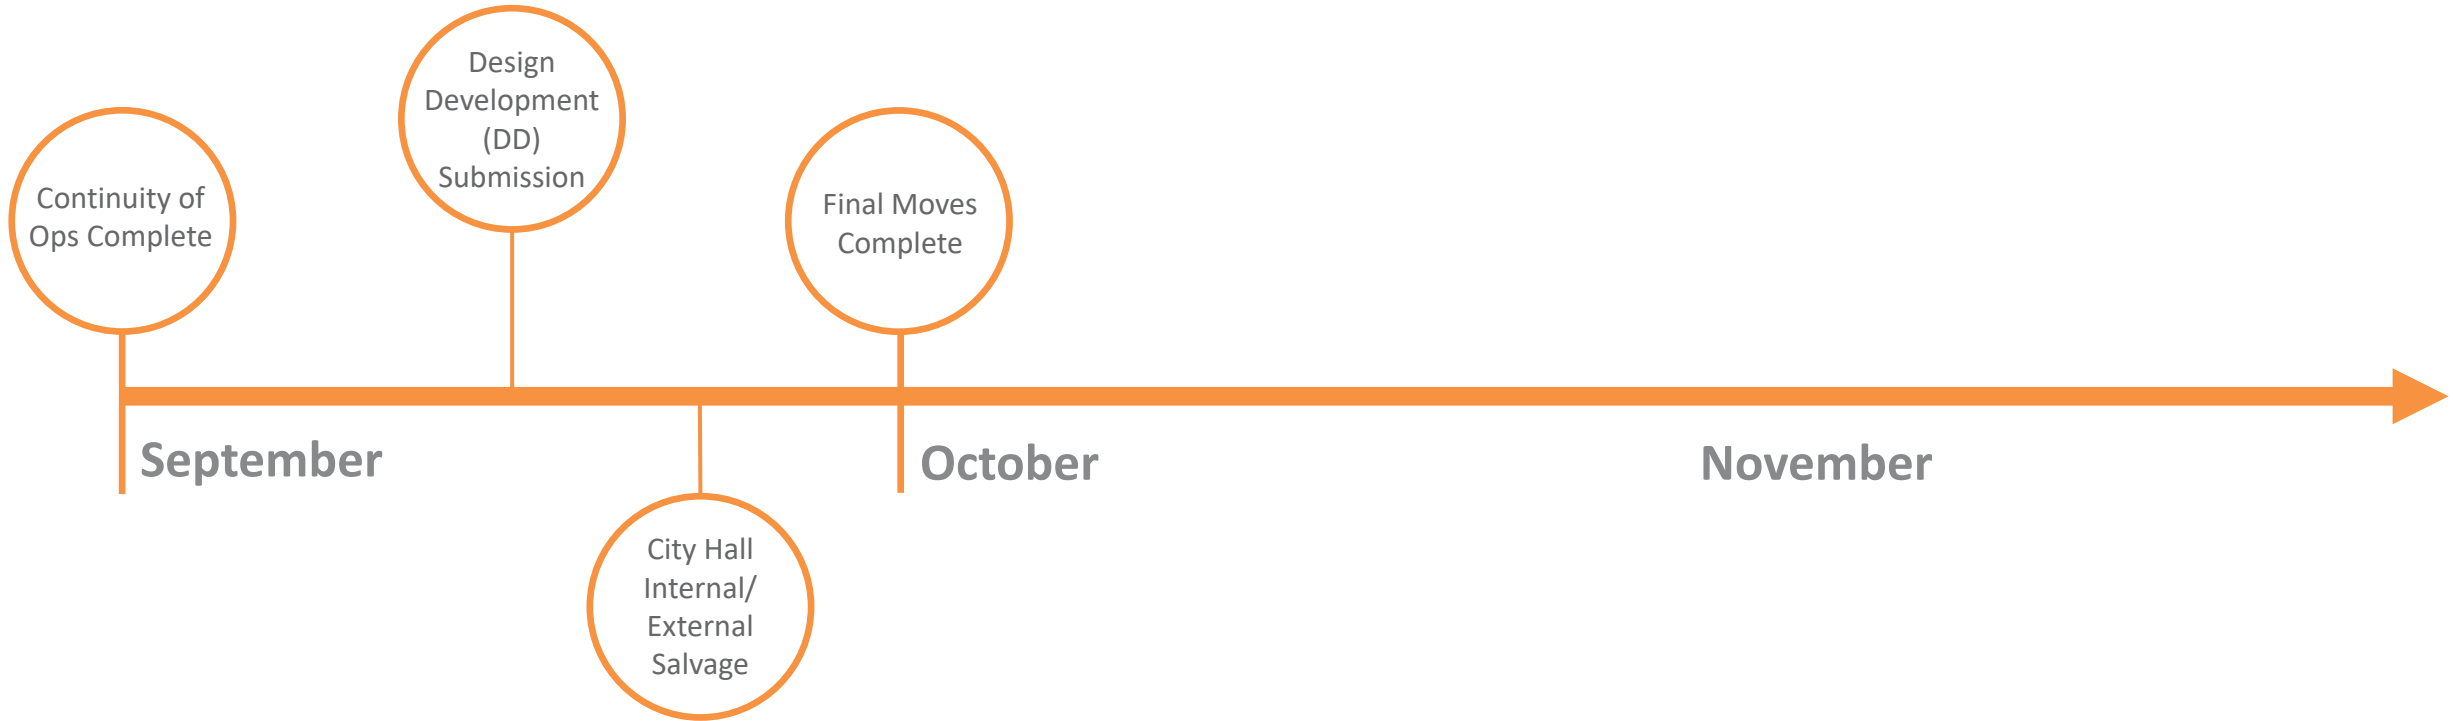 Continuity of
Ops Complete
Design
Development
(DD)
Submission
Final Moves
Complete
September
October
November
City Hall
Internal/
External
Salvage